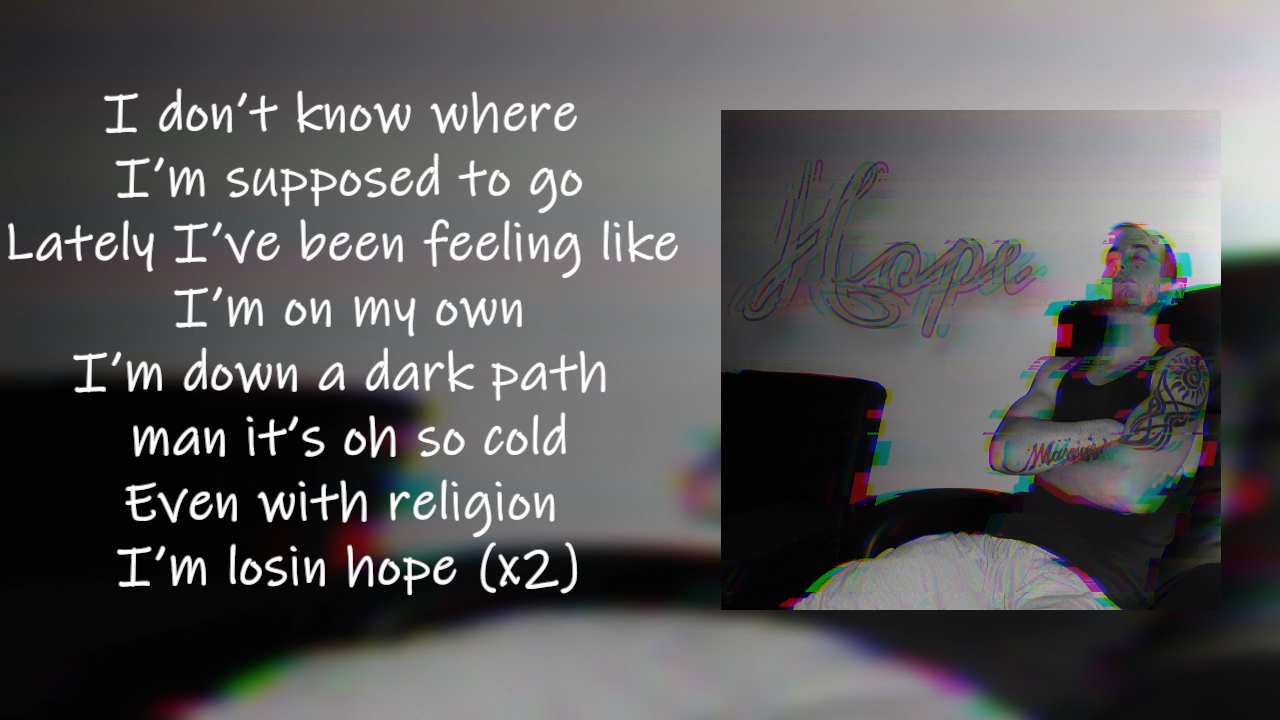 I don't know where
I'm supposed to go
Lately I've been feeling like
I'm on my own
I'm down a dark path
man it's oh so cold
Even with religion
I'm losin hope (x2)
Hope